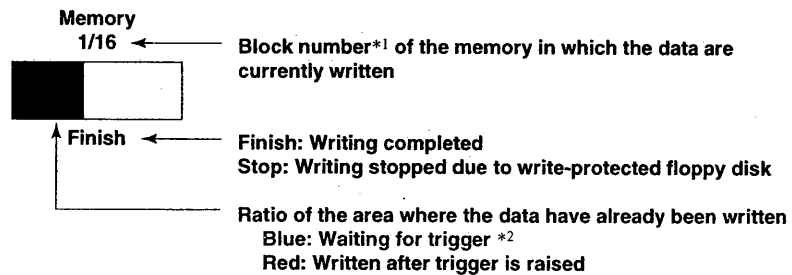 Memory
1/16
Block number*1 of the memory in which the data are
currently written
Finish
Finish: Writing completed
Stop: Writing stopped due to write-protected floppy disk
Ratio of the area where the data have already been written
Blue: Waiting for trigger *2
Red: Written after trigger is raised